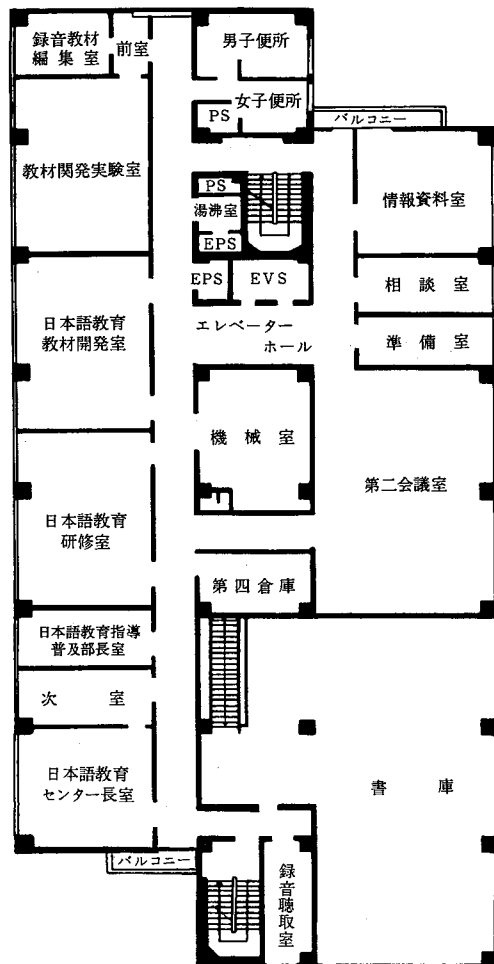 録音教材
編集室
前室
男子便所
女子便所
PS
バルコニー
教材関発実験室
PS
湯沸室
EPS
情報資料室
EPS
EVS
相談室
エレベーター
ホール
準備室
日本語教育
教材開発室
機械室
第二会議室
日本語教育
研修室
第四倉庫
日本語教育指導
普及部長室
次室
日本語教育
センター長室
書庫
バルコニー
録音聴取室